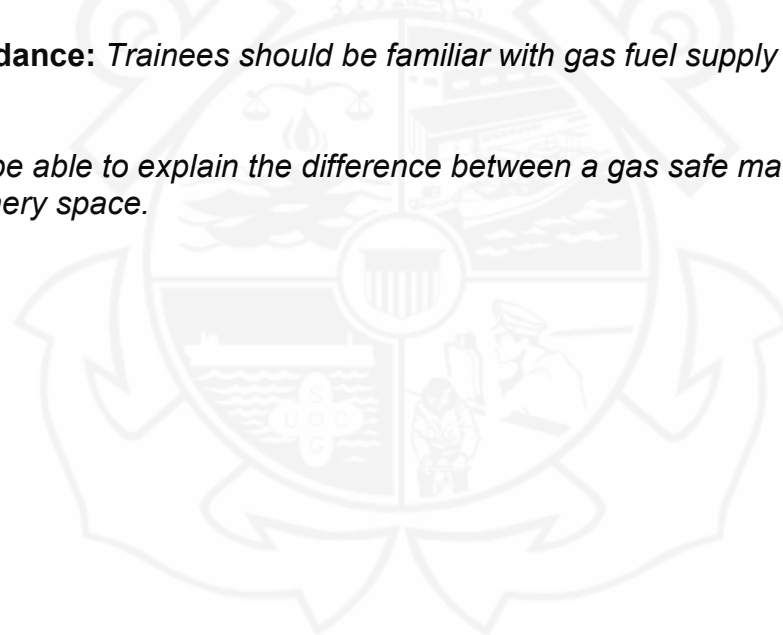 dance: Trainees should be familiar with gas fuel supply
be able to explain the difference between a gas safe ma
nery space.
S
U O C
G